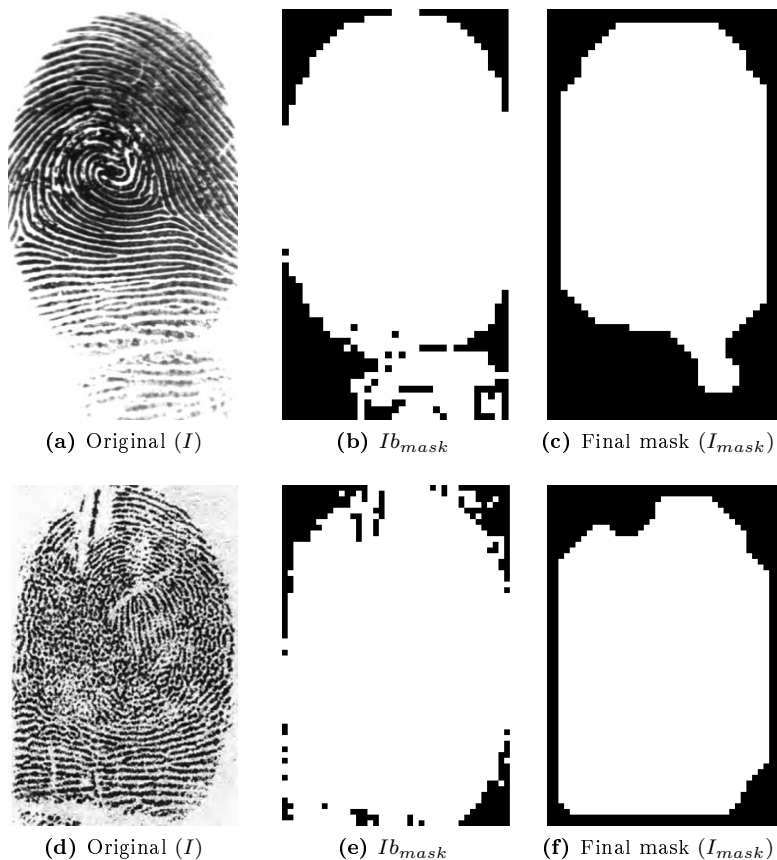 (a) Original (I)
(b) Ib_mask
(c) Final mask (I_mask)
(d) Original (I)
(e) Ib_mask
(f) Final mask (I_mask)